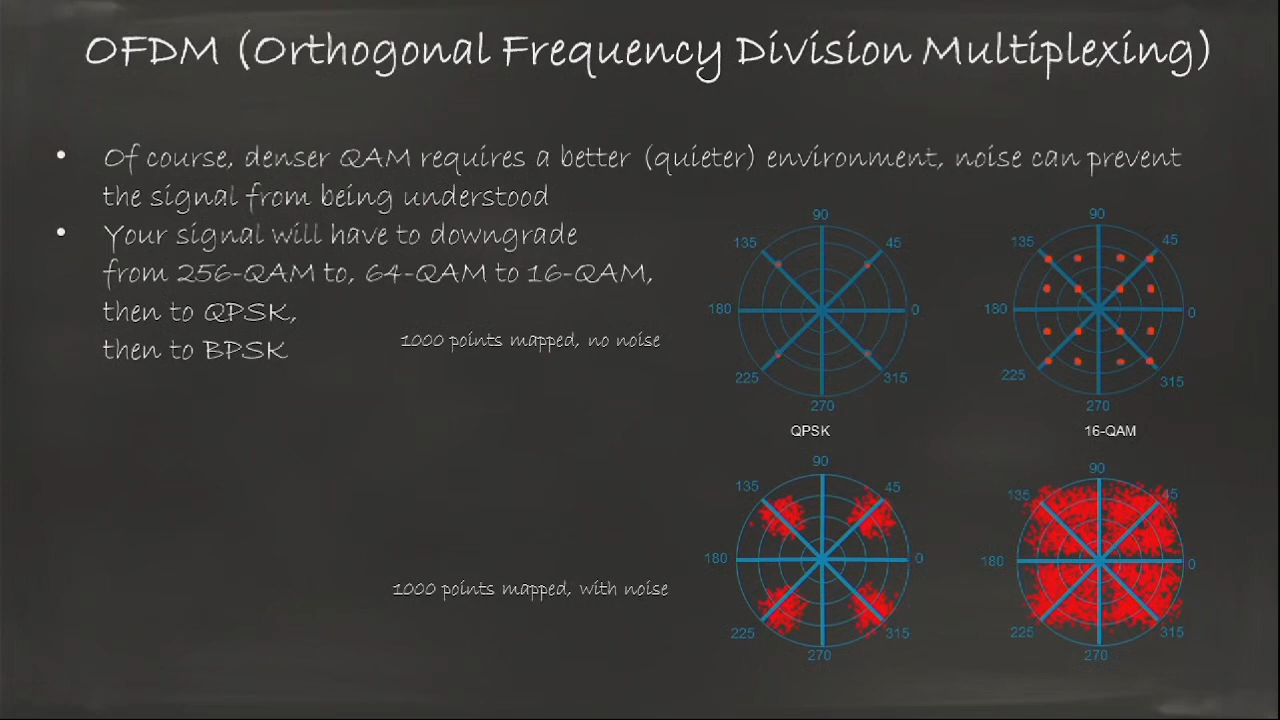 OFDM (Orthogonal Frequency Division Multiplexing)
• Of course, denser QAM requires a better (quieter) environment, noise can prevent
the signal from being understood
• Your signal will have to downgrade
from 256-QAM to, 64-QAM to 16-QAM,
then to QPSK,
then to BPSK
1000 points mapped, no noise
90
135 45
180 0
225 315
270
QPSK
90
135 45
180 0
225 315
270
16-QAM
1000 points mapped, with noise
90
135 45
180 0
225 315
270
90
135 45
180 0
225 315
270